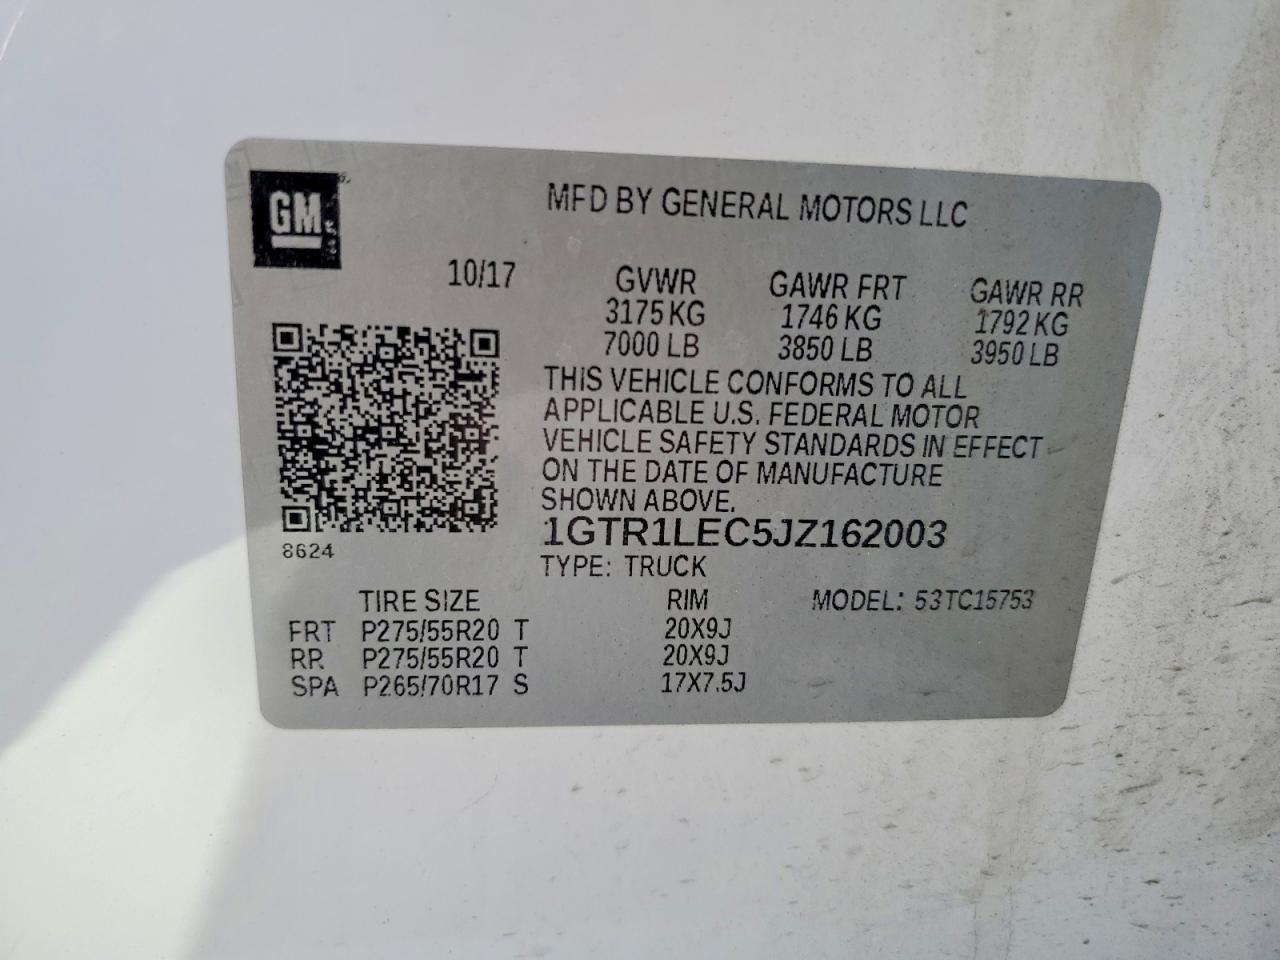 GM
MFD BY GENERAL MOTORS LLC
10/17 GVWR GAWR FRT GAWR RR
3175 KG 1746 KG 1792 KG
7000 LB 3850 LB 3950 LB
THIS VEHICLE CONFORMS TO ALL
APPLICABLE U.S. FEDERAL MOTOR
VEHICLE SAFETY STANDARDS IN EFFECT
ON THE DATE OF MANUFACTURE
SHOWN ABOVE.
1GTR1LEC5JZ162003
8624
TYPE: TRUCK
TIRE SIZE RIM MODEL: 53TC15753
FRT P275/55R20 T 20X9J
RR P275/55R20 T 20X9J
SPA P265/70R17 S 17X7.5J